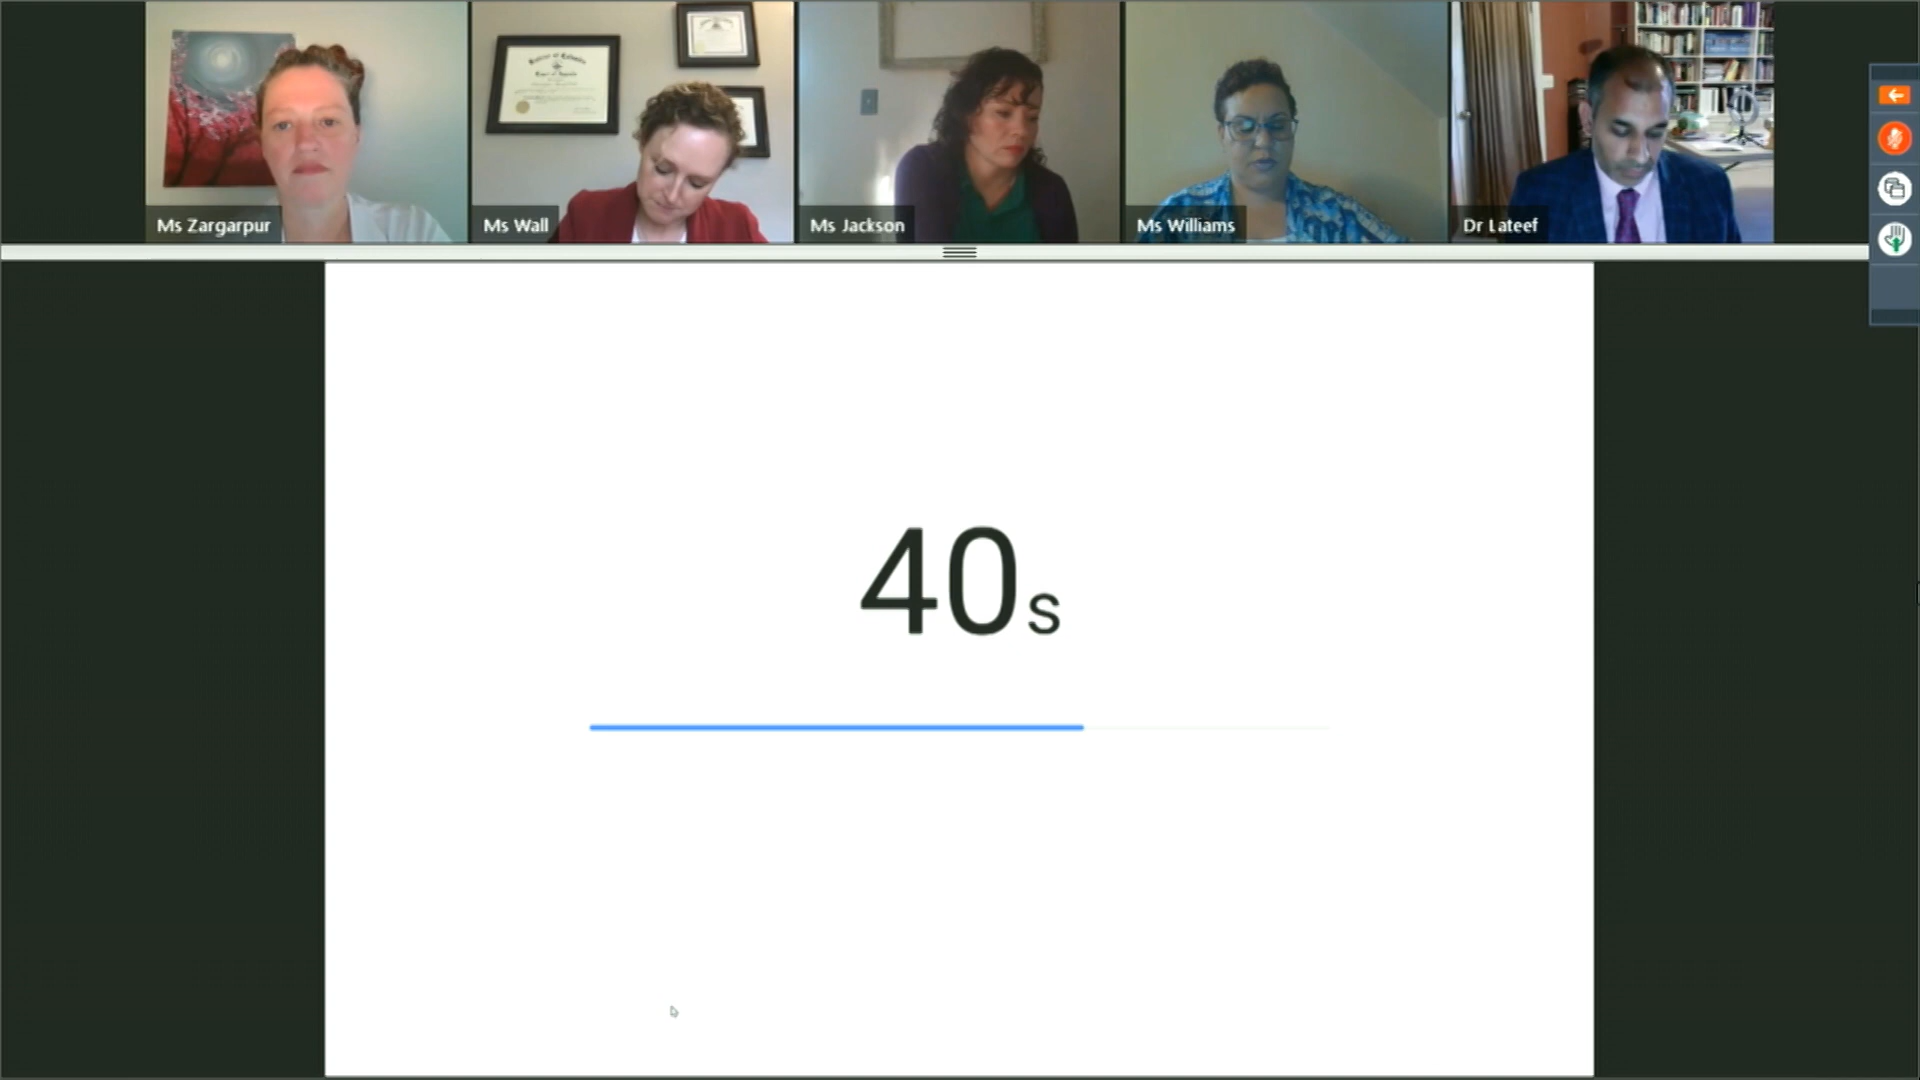 Ms Zargarpur
Ms Wall
Ms Jackson
Ms Williams
Dr Lateef
40s